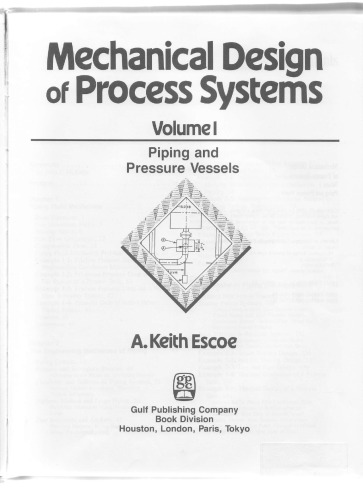 Mechanical Design
of Process Systems
Volume I
Piping and
Pressure Vessels
A. Keith Escoe
Gulf Publishing Company
Book Division
Houston, London, Paris, Tokyo